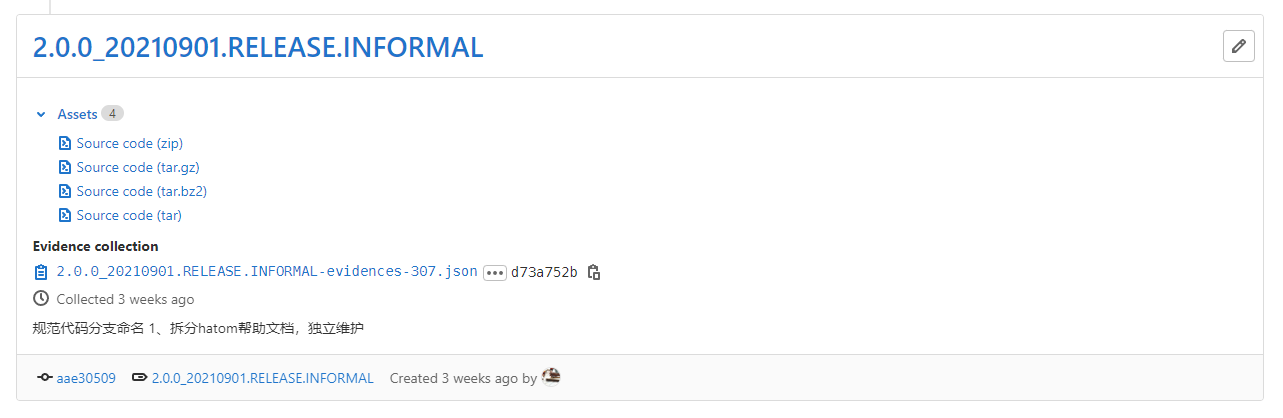 2.0.0_20210901.RELEASE.INFORMAL
Assets 4
Source code (zip)
Source code (tar.gz)
Source code (tar.bz2)
Source code (tar)
Evidence collection
2.0.0_20210901.RELEASE.INFORMAL-evidences-307.json ••• d73a752b
Collected 3 weeks ago
规范代码分支命名 1、拆分hatom帮助文档，独立维护
aae30509 2.0.0_20210901.RELEASE.INFORMAL Created 3 weeks ago by